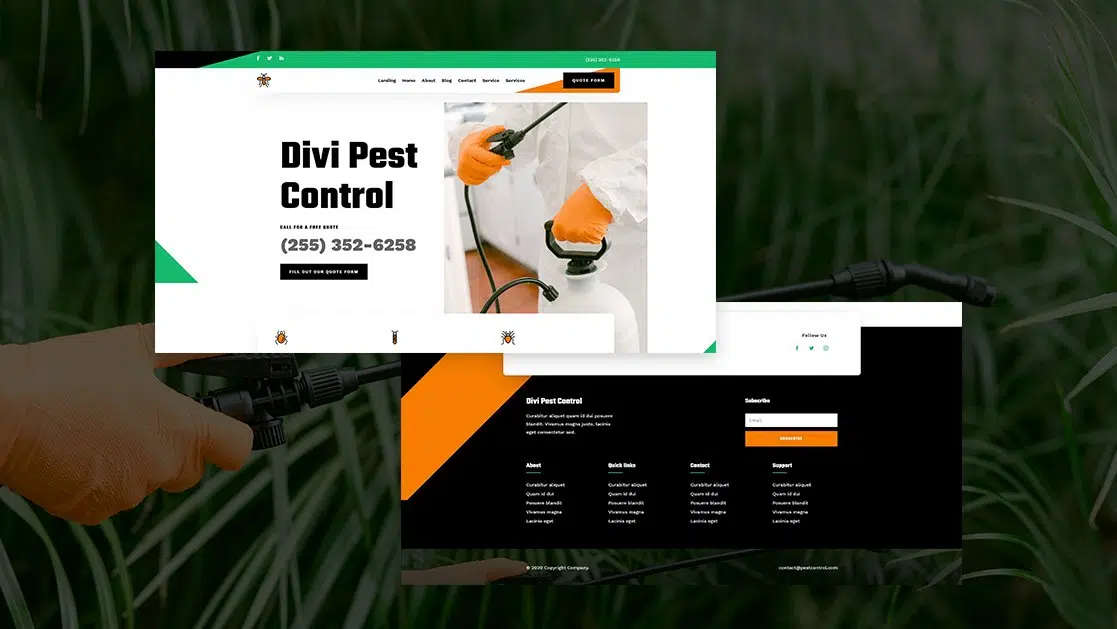 (255) 352-6258
Landing Home About Blog Contact Service Services
QUOTE FORM
Divi Pest
Control
CALL FOR A FREE QUOTE
(255) 352-6258
FILL OUT OUR QUOTE FORM
Follow Us
Divi Pest Control
Curabitur aliquet quam id dui posuere
blandit. Vivamus magna justo, lacinia
eget consectetur sed.
Subscribe
Email
SUBSCRIBE
About
Curabitur aliquet
Quam id dui
Posuere blandit
Vivamus magna
Lacinia eget
Quick links
Curabitur aliquet
Quam id dui
Posuere blandit
Vivamus magna
Lacinia eget
Contact
Curabitur aliquet
Quam id dui
Posuere blandit
Vivamus magna
Lacinia eget
Support
Curabitur aliquet
Quam id dui
Posuere blandit
Vivamus magna
Lacinia eget
© 2020 Copyright Company
contact@pestcontrol.com